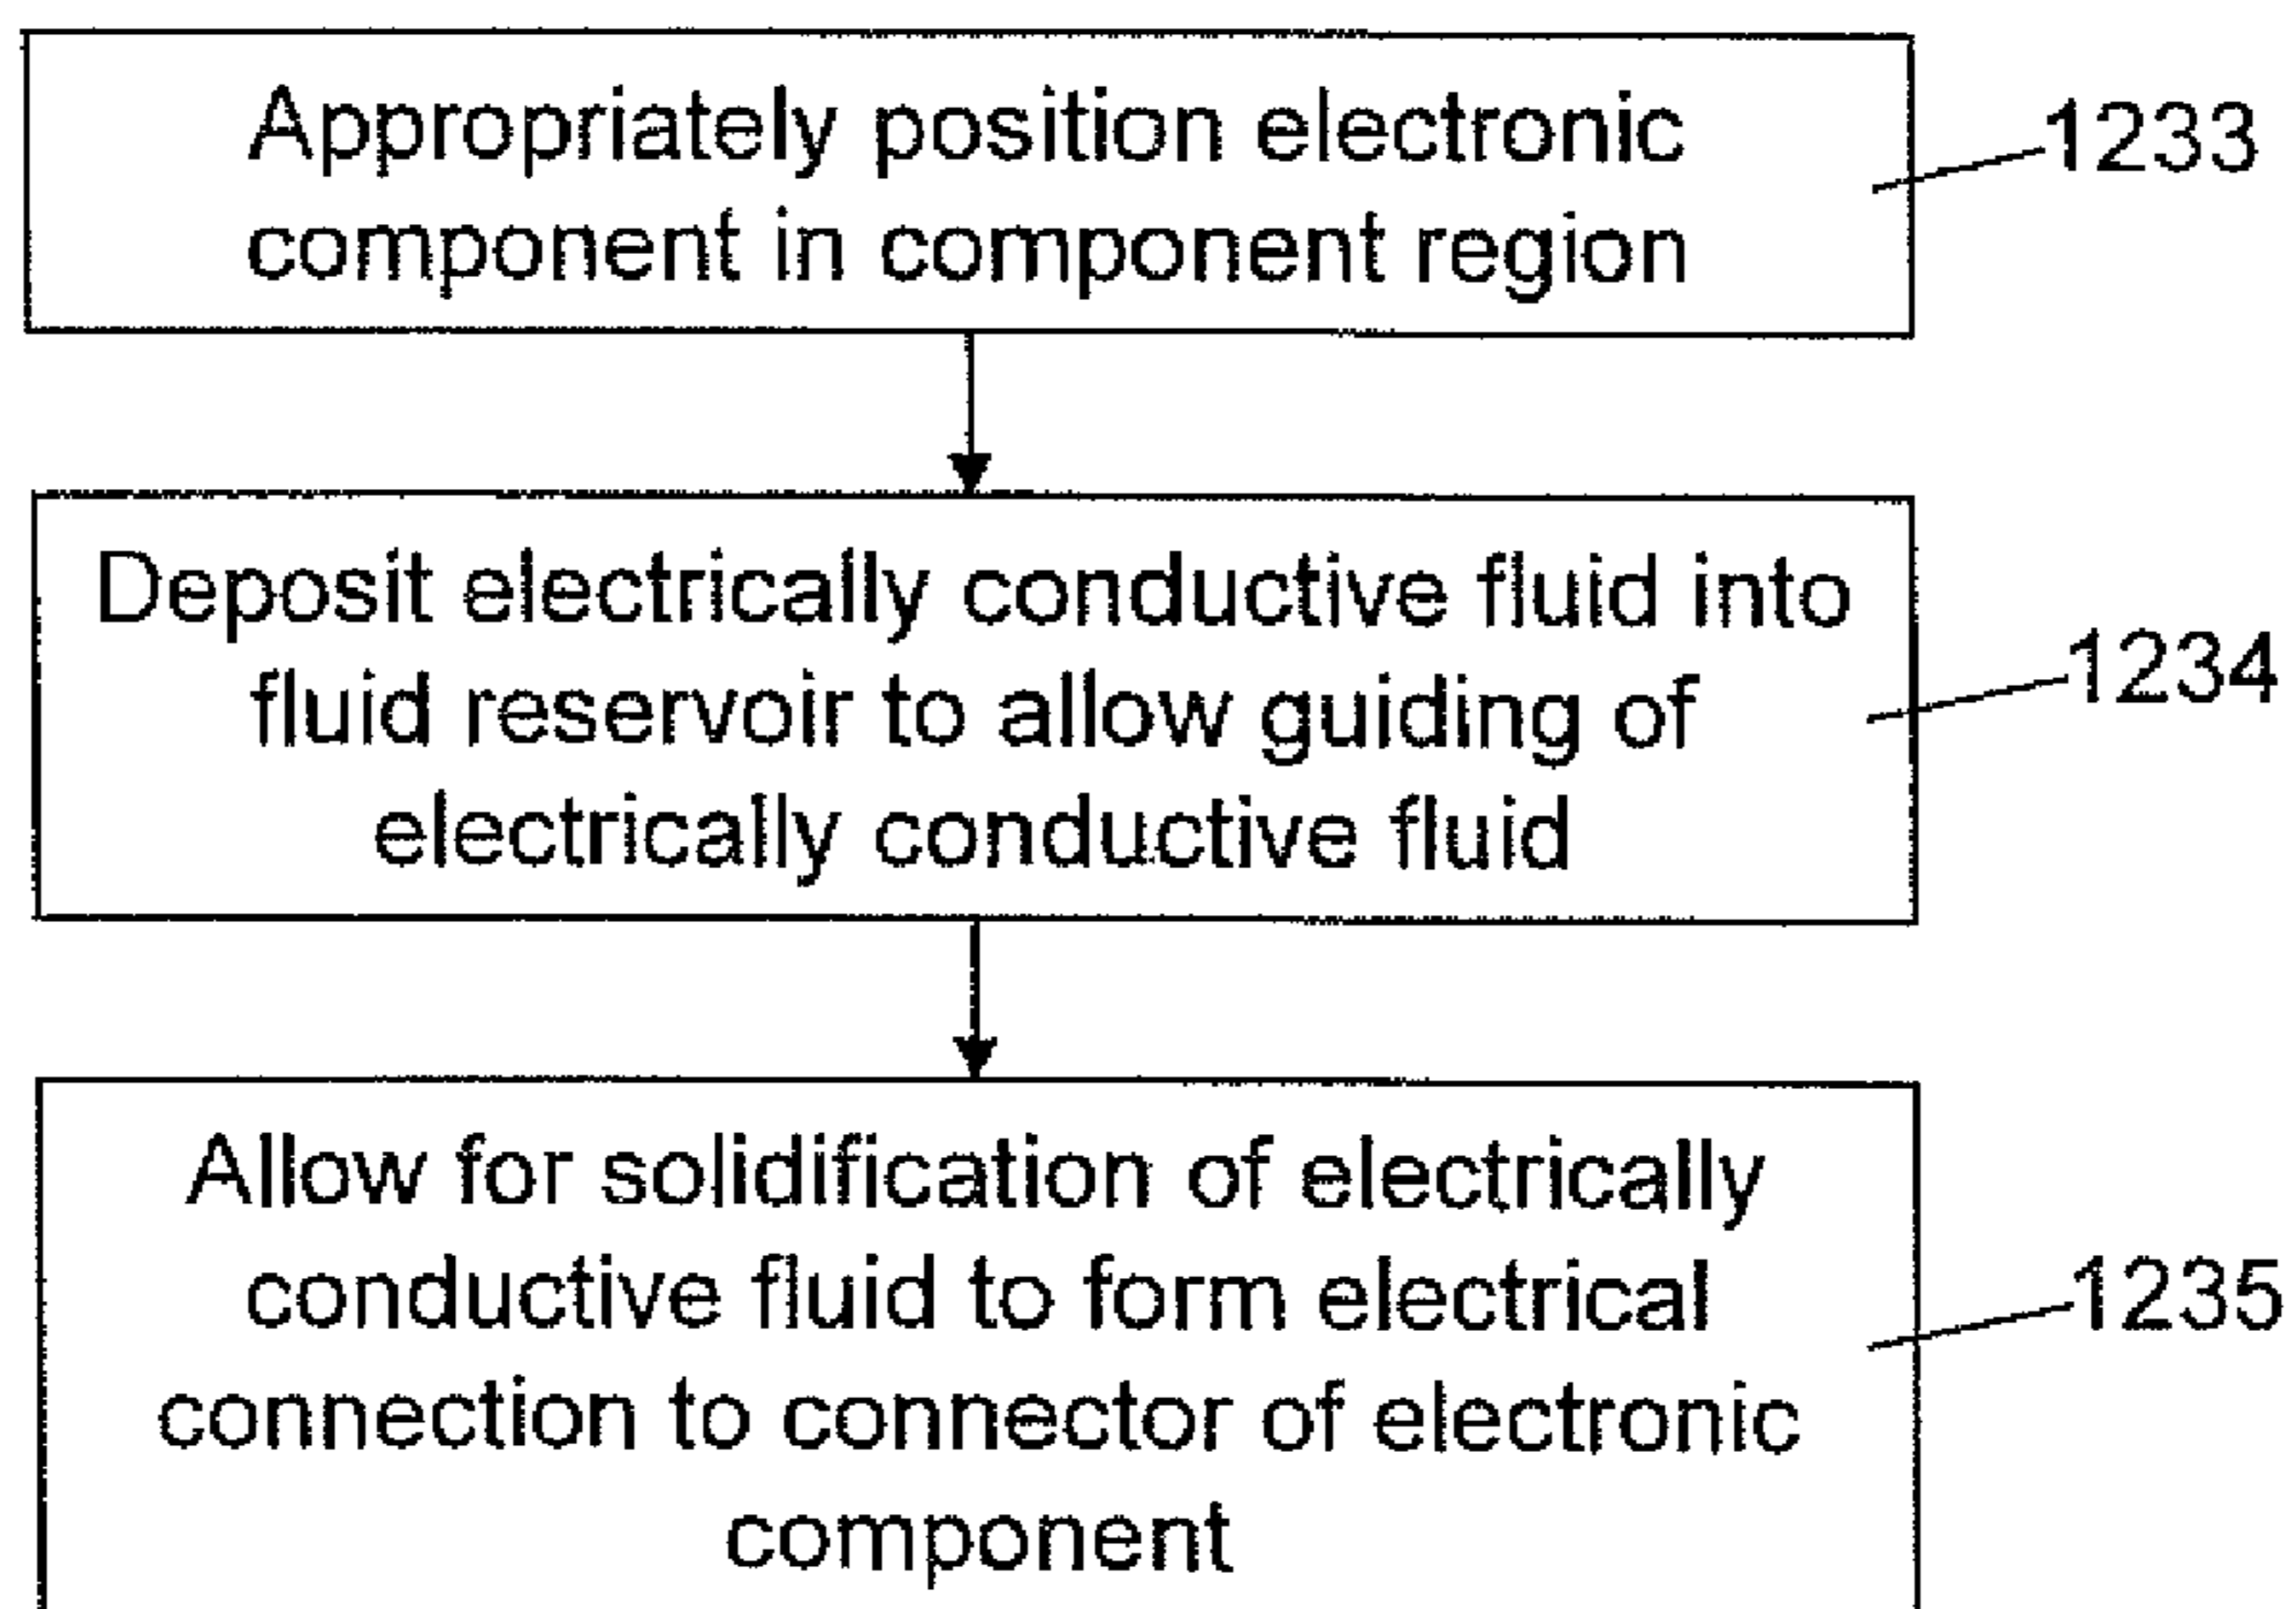 Appropriately position electronic
component in component region
1233
Deposit electrically conductive fluid into
fluid reservoir to allow guiding of
electrically conductive fluid
1234
Allow for solidification of electrically
conductive fluid to form electrical
connection to connector of electronic
component
1235